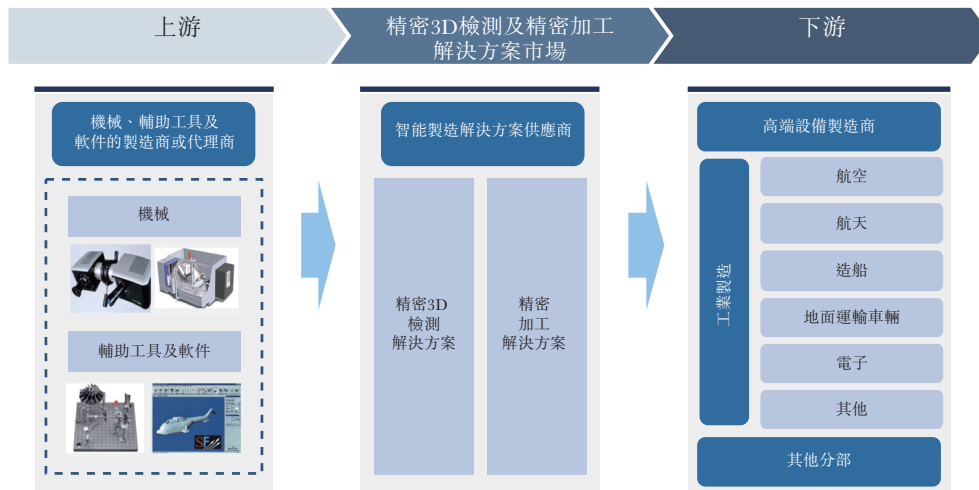 上游
精密3D檢測及精密加工
解決方案市場
下游
機械、輔助工具及
軟件的製造商或代理商
機械
輔助工具及軟件
SF
智能製造解決方案供應商
精密3D
檢測
解決方案
精密
加工
解決方案
高端設備製造商
工業製造
航空
航天
造船
地面運輸車輛
電子
其他
其他分部